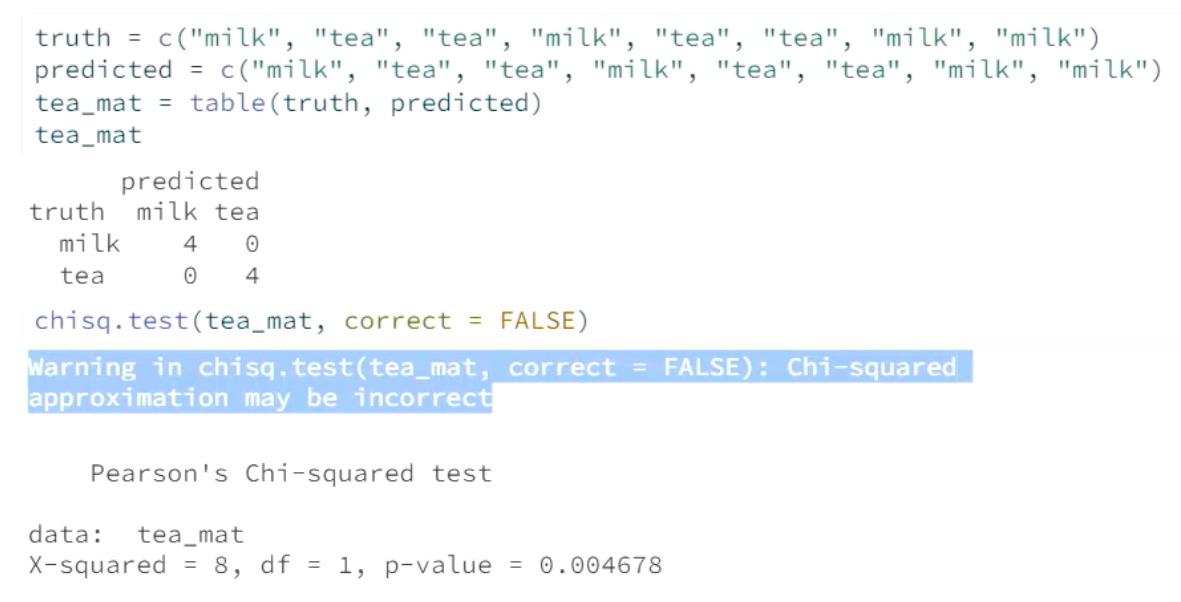 truth = c("milk", "tea", "tea", "milk", "tea", "tea", "milk", "milk")
predicted = c("milk", "tea", "tea", "milk", "tea", "tea", "milk", "milk")
tea_mat = table(truth, predicted)
tea_mat
predicted
truth milk tea
milk 4 0
tea 0 4
chisq.test(tea_mat, correct = FALSE)
Warning in chisq.test(tea_mat, correct = FALSE): Chi-squared
approximation may be incorrect
Pearson's Chi-squared test
data: tea_mat
X-squared = 8, df = 1, p-value = 0.004678